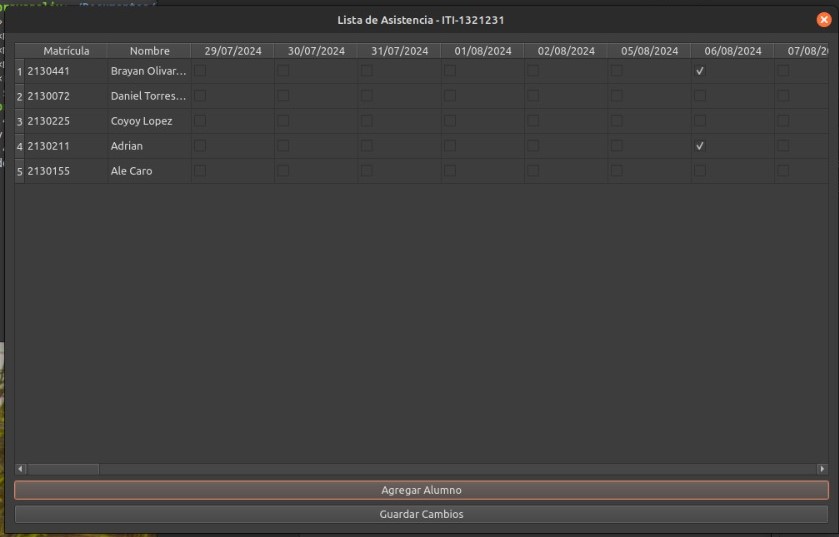 Lista de Asistencia - ITI-1321231
Matrícula Nombre 29/07/2024 30/07/2024 31/07/2024 01/08/2024 02/08/2024 05/08/2024 06/08/2024 07/08/2
1 2130441 Brayan Olivar...
2 2130072 Daniel Torres...
3 2130225 Coyoy Lopez
4 2130211 Adrian
5 2130155 Ale Caro
Agregar Alumno
Guardar Cambios